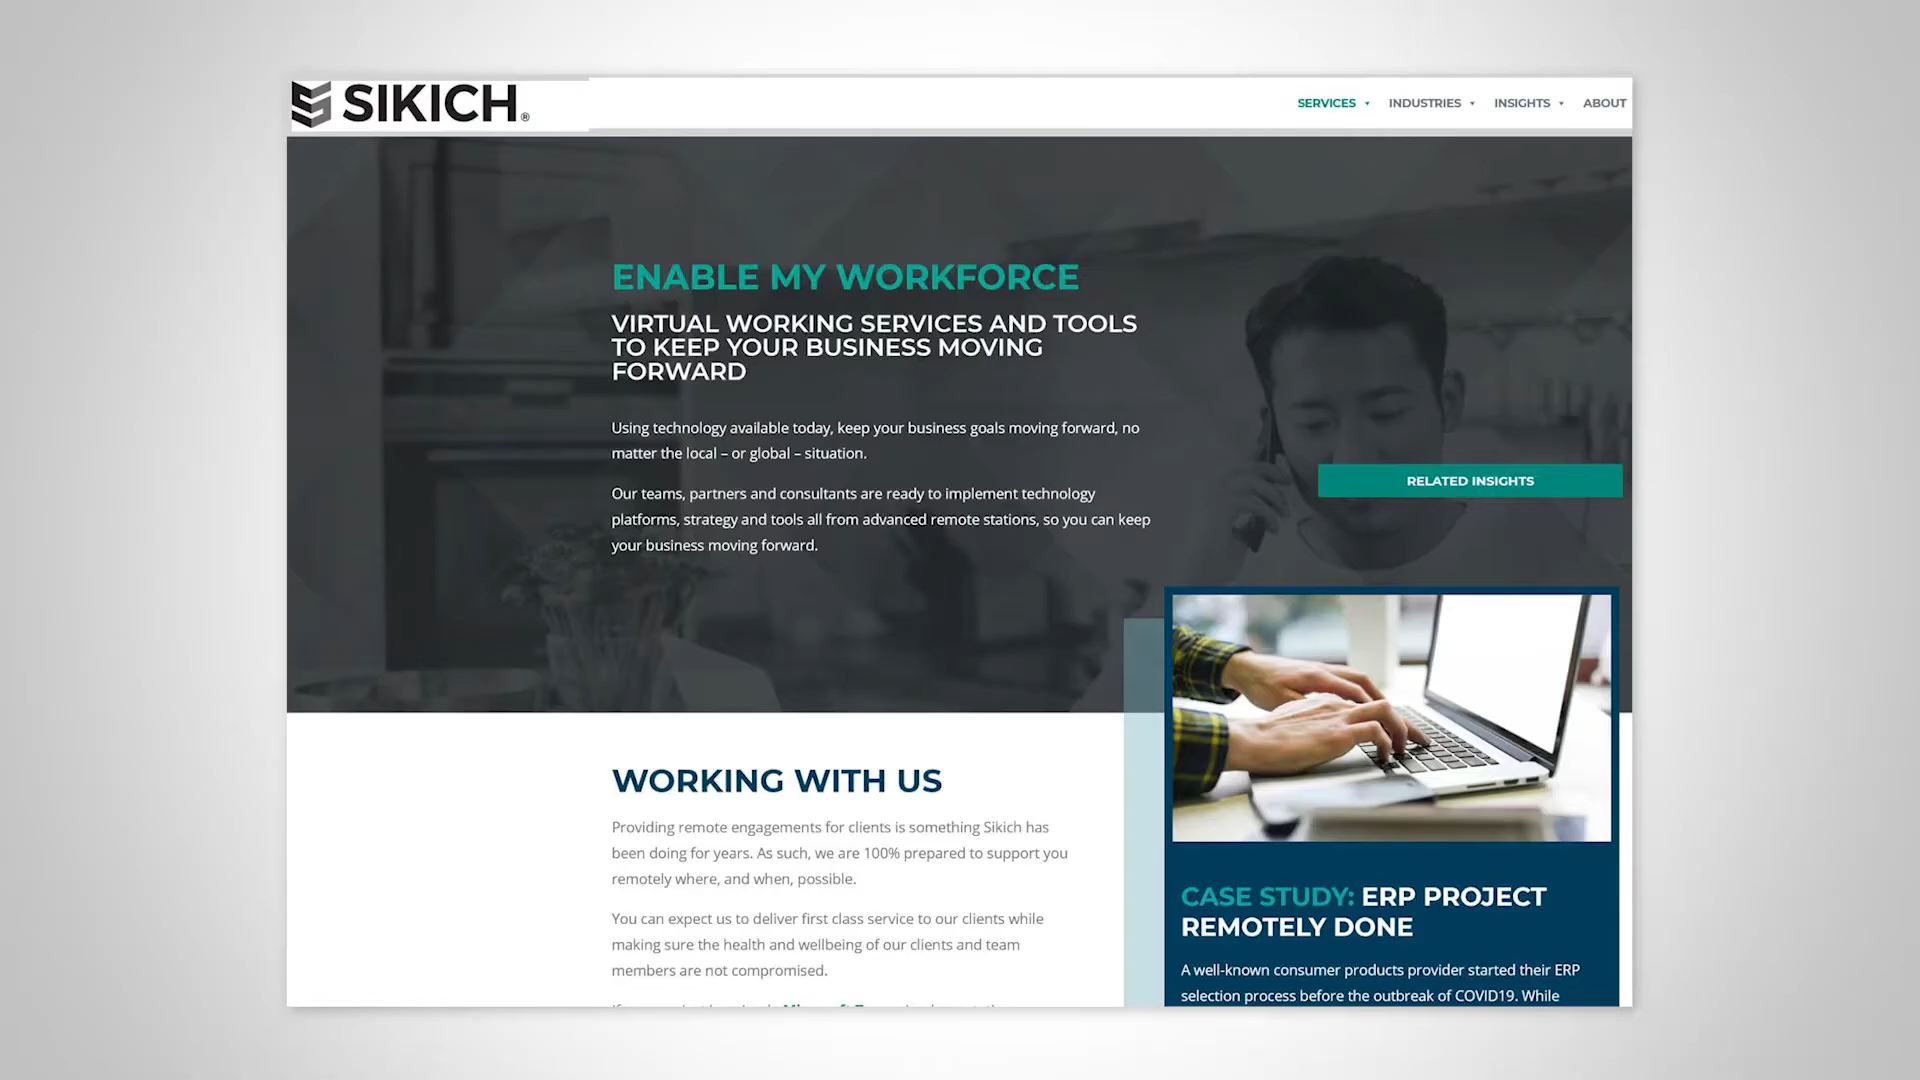 SIKICH®
SERVICES
INDUSTRIES
INSIGHTS
ABOUT
ENABLE MY WORKFORCE
VIRTUAL WORKING SERVICES AND TOOLS
TO KEEP YOUR BUSINESS MOVING
FORWARD
Using technology available today, keep your business goals moving forward, no
matter the local – or global – situation.
Our teams, partners and consultants are ready to implement technology
platforms, strategy and tools all from advanced remote stations, so you can keep
your business moving forward.
RELATED INSIGHTS
WORKING WITH US
Providing remote engagements for clients is something Sikich has
been doing for years. As such, we are 100% prepared to support you
remotely where, and when, possible.
You can expect us to deliver first class service to our clients while
making sure the health and wellbeing of our clients and team
members are not compromised.
CASE STUDY: ERP PROJECT
REMOTELY DONE
A well-known consumer products provider started their ERP
selection process before the outbreak of COVID19. While